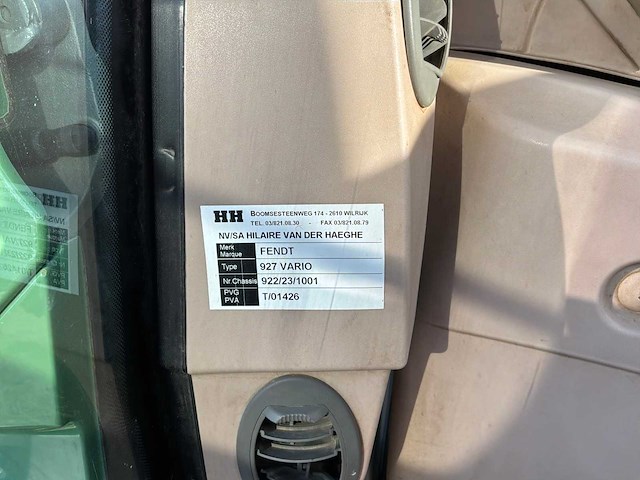 HH BOOMSESTEENWEG 174 - 2610 WILRIJK
TEL. 03/821.08.30 - FAX 03/821.08.79
NV/SA HILAIRE VAN DER HAEGHE
Merk
Marque FENDT
Type 927 VARIO
Nr.Chassis 922/23/1001
PVG
PVA T/01426